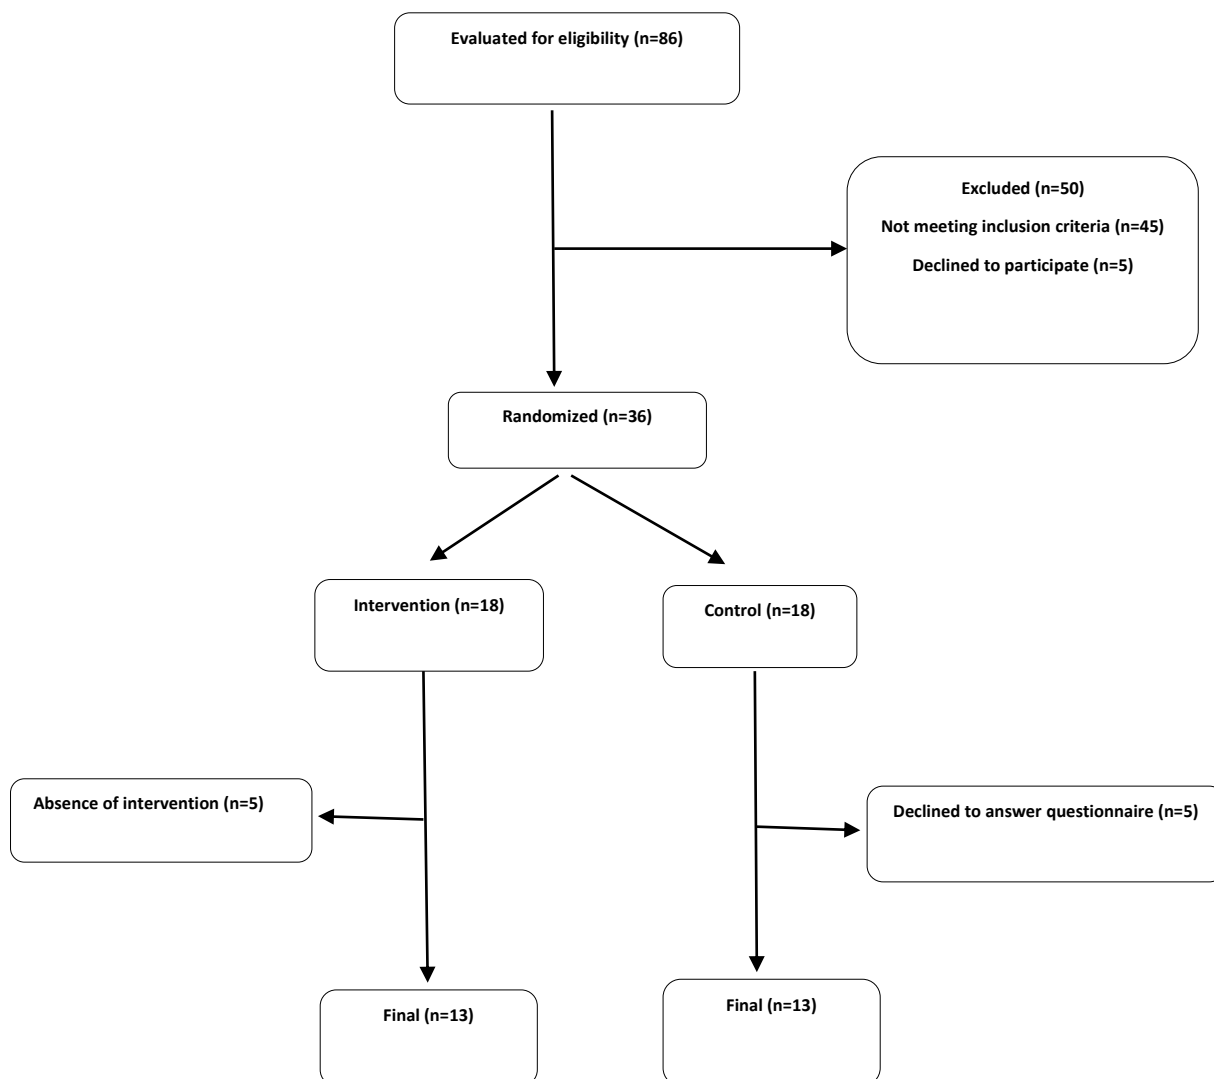 Evaluated for eligibility (n=86)
Excluded (n=50)
Not meeting inclusion criteria (n=45)
Declined to participate (n=5)
Randomized (n=36)
Intervention (n=18)
Control (n=18)
Absence of intervention (n=5)
Declined to answer questionnaire (n=5)
Final (n=13)
Final (n=13)